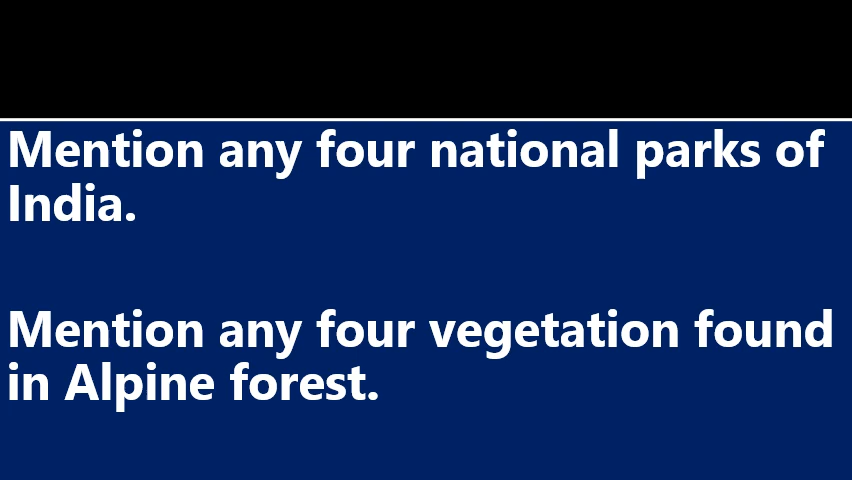 Mention any four national parks of
India.
Mention any four vegetation found
in Alpine forest.